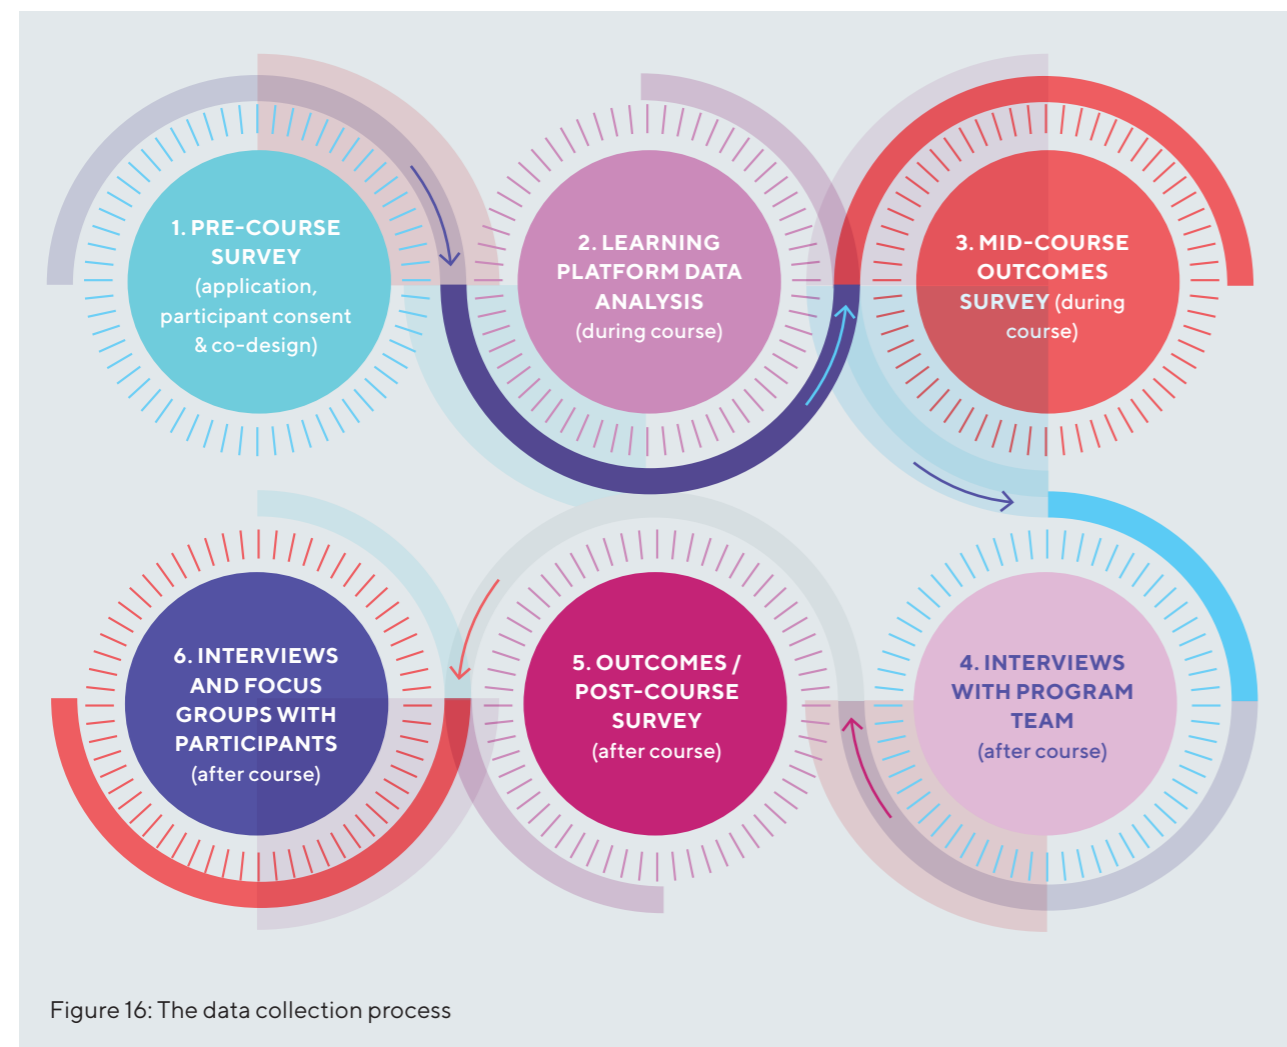 1. PRE-COURSE
SURVEY
(application,
participant consent
& co-design)
2. LEARNING
PLATFORM DATA
ANALYSIS
(during course)
3. MID-COURSE
OUTCOMES
SURVEY (during
course)
4. INTERVIEWS
WITH PROGRAM
TEAM
(after course)
5. OUTCOMES /
POST-COURSE
SURVEY
(after course)
6. INTERVIEWS
AND FOCUS
GROUPS WITH
PARTICIPANTS
(after course)
Figure 16: The data collection process